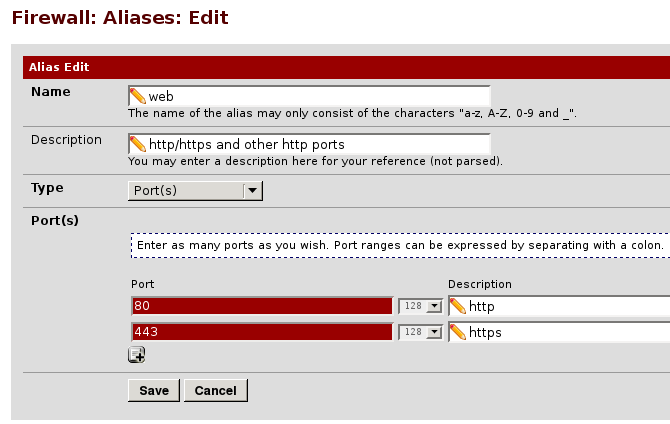 Firewall: Aliases: Edit
Alias Edit
Name
web
The name of the alias may only consist of the characters "a-z, A-Z, 0-9 and _".
Description
http/https and other http ports
You may enter a description here for your reference (not parsed).
Type
Port(s)
Port(s)
Enter as many ports as you wish. Port ranges can be expressed by separating with a colon.
Port Description
80 128 http
443 128 https
Save Cancel